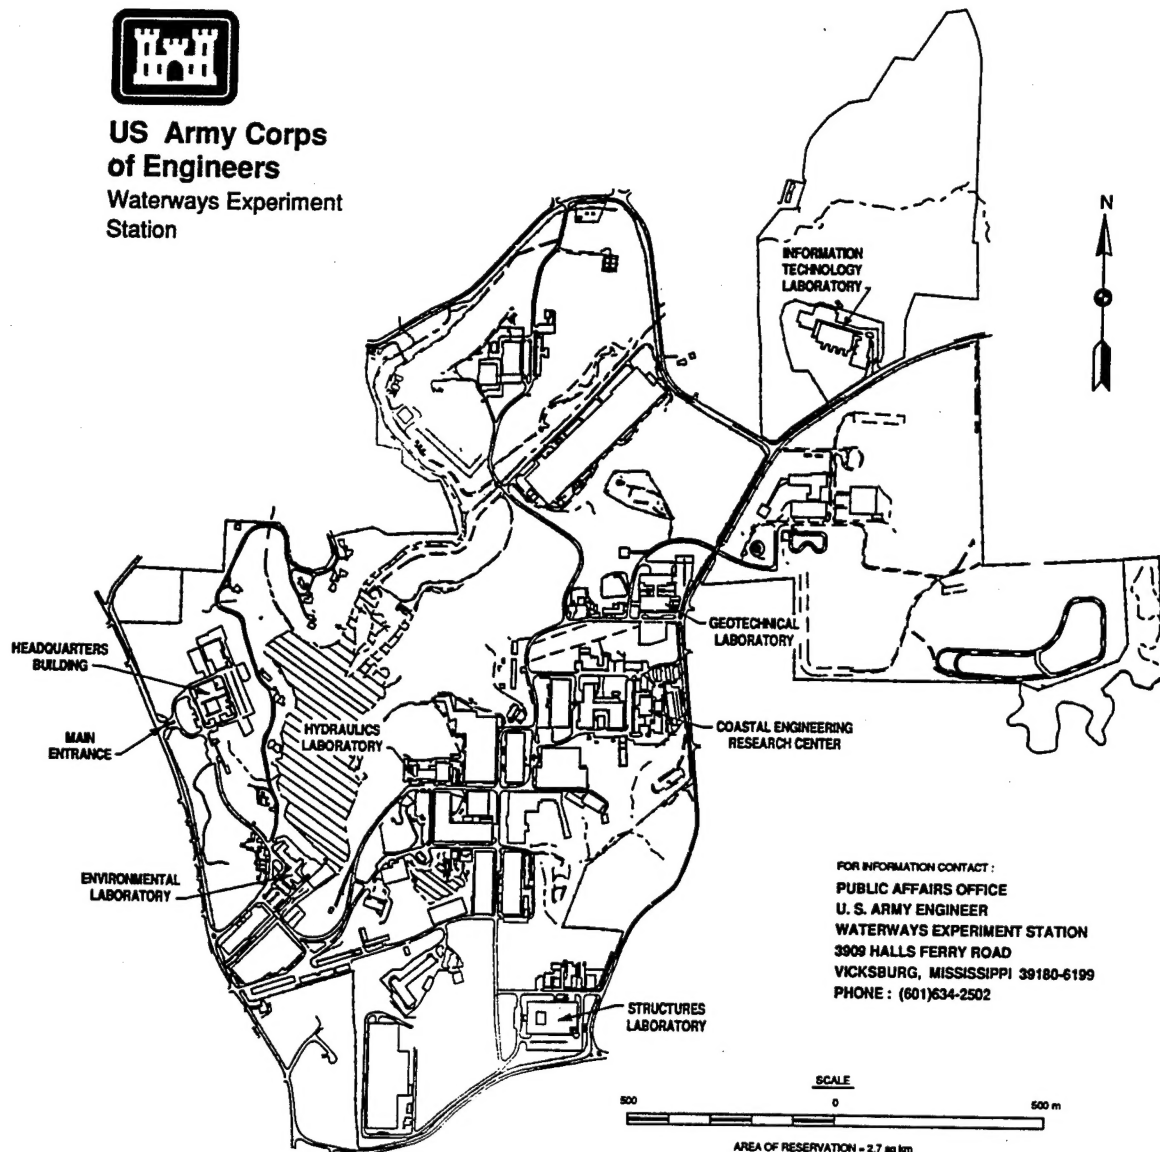 US Army Corps
of Engineers
Waterways Experiment
Station
N
INFORMATION
TECHNOLOGY
LABORATORY
GEOTECHNICAL
LABORATORY
HEADQUARTERS
BUILDING
MAIN
ENTRANCE
HYDRAULICS
LABORATORY
COASTAL ENGINEERING
RESEARCH CENTER
ENVIRONMENTAL
LABORATORY
FOR INFORMATION CONTACT :
PUBLIC AFFAIRS OFFICE
U. S. ARMY ENGINEER
WATERWAYS EXPERIMENT STATION
3909 HALLS FERRY ROAD
VICKSBURG, MISSISSIPPI 39180-6199
PHONE : (601)634-2502
STRUCTURES
LABORATORY
SCALE
500 0 500 m
AREA OF RESERVATION = 2.7 sq km